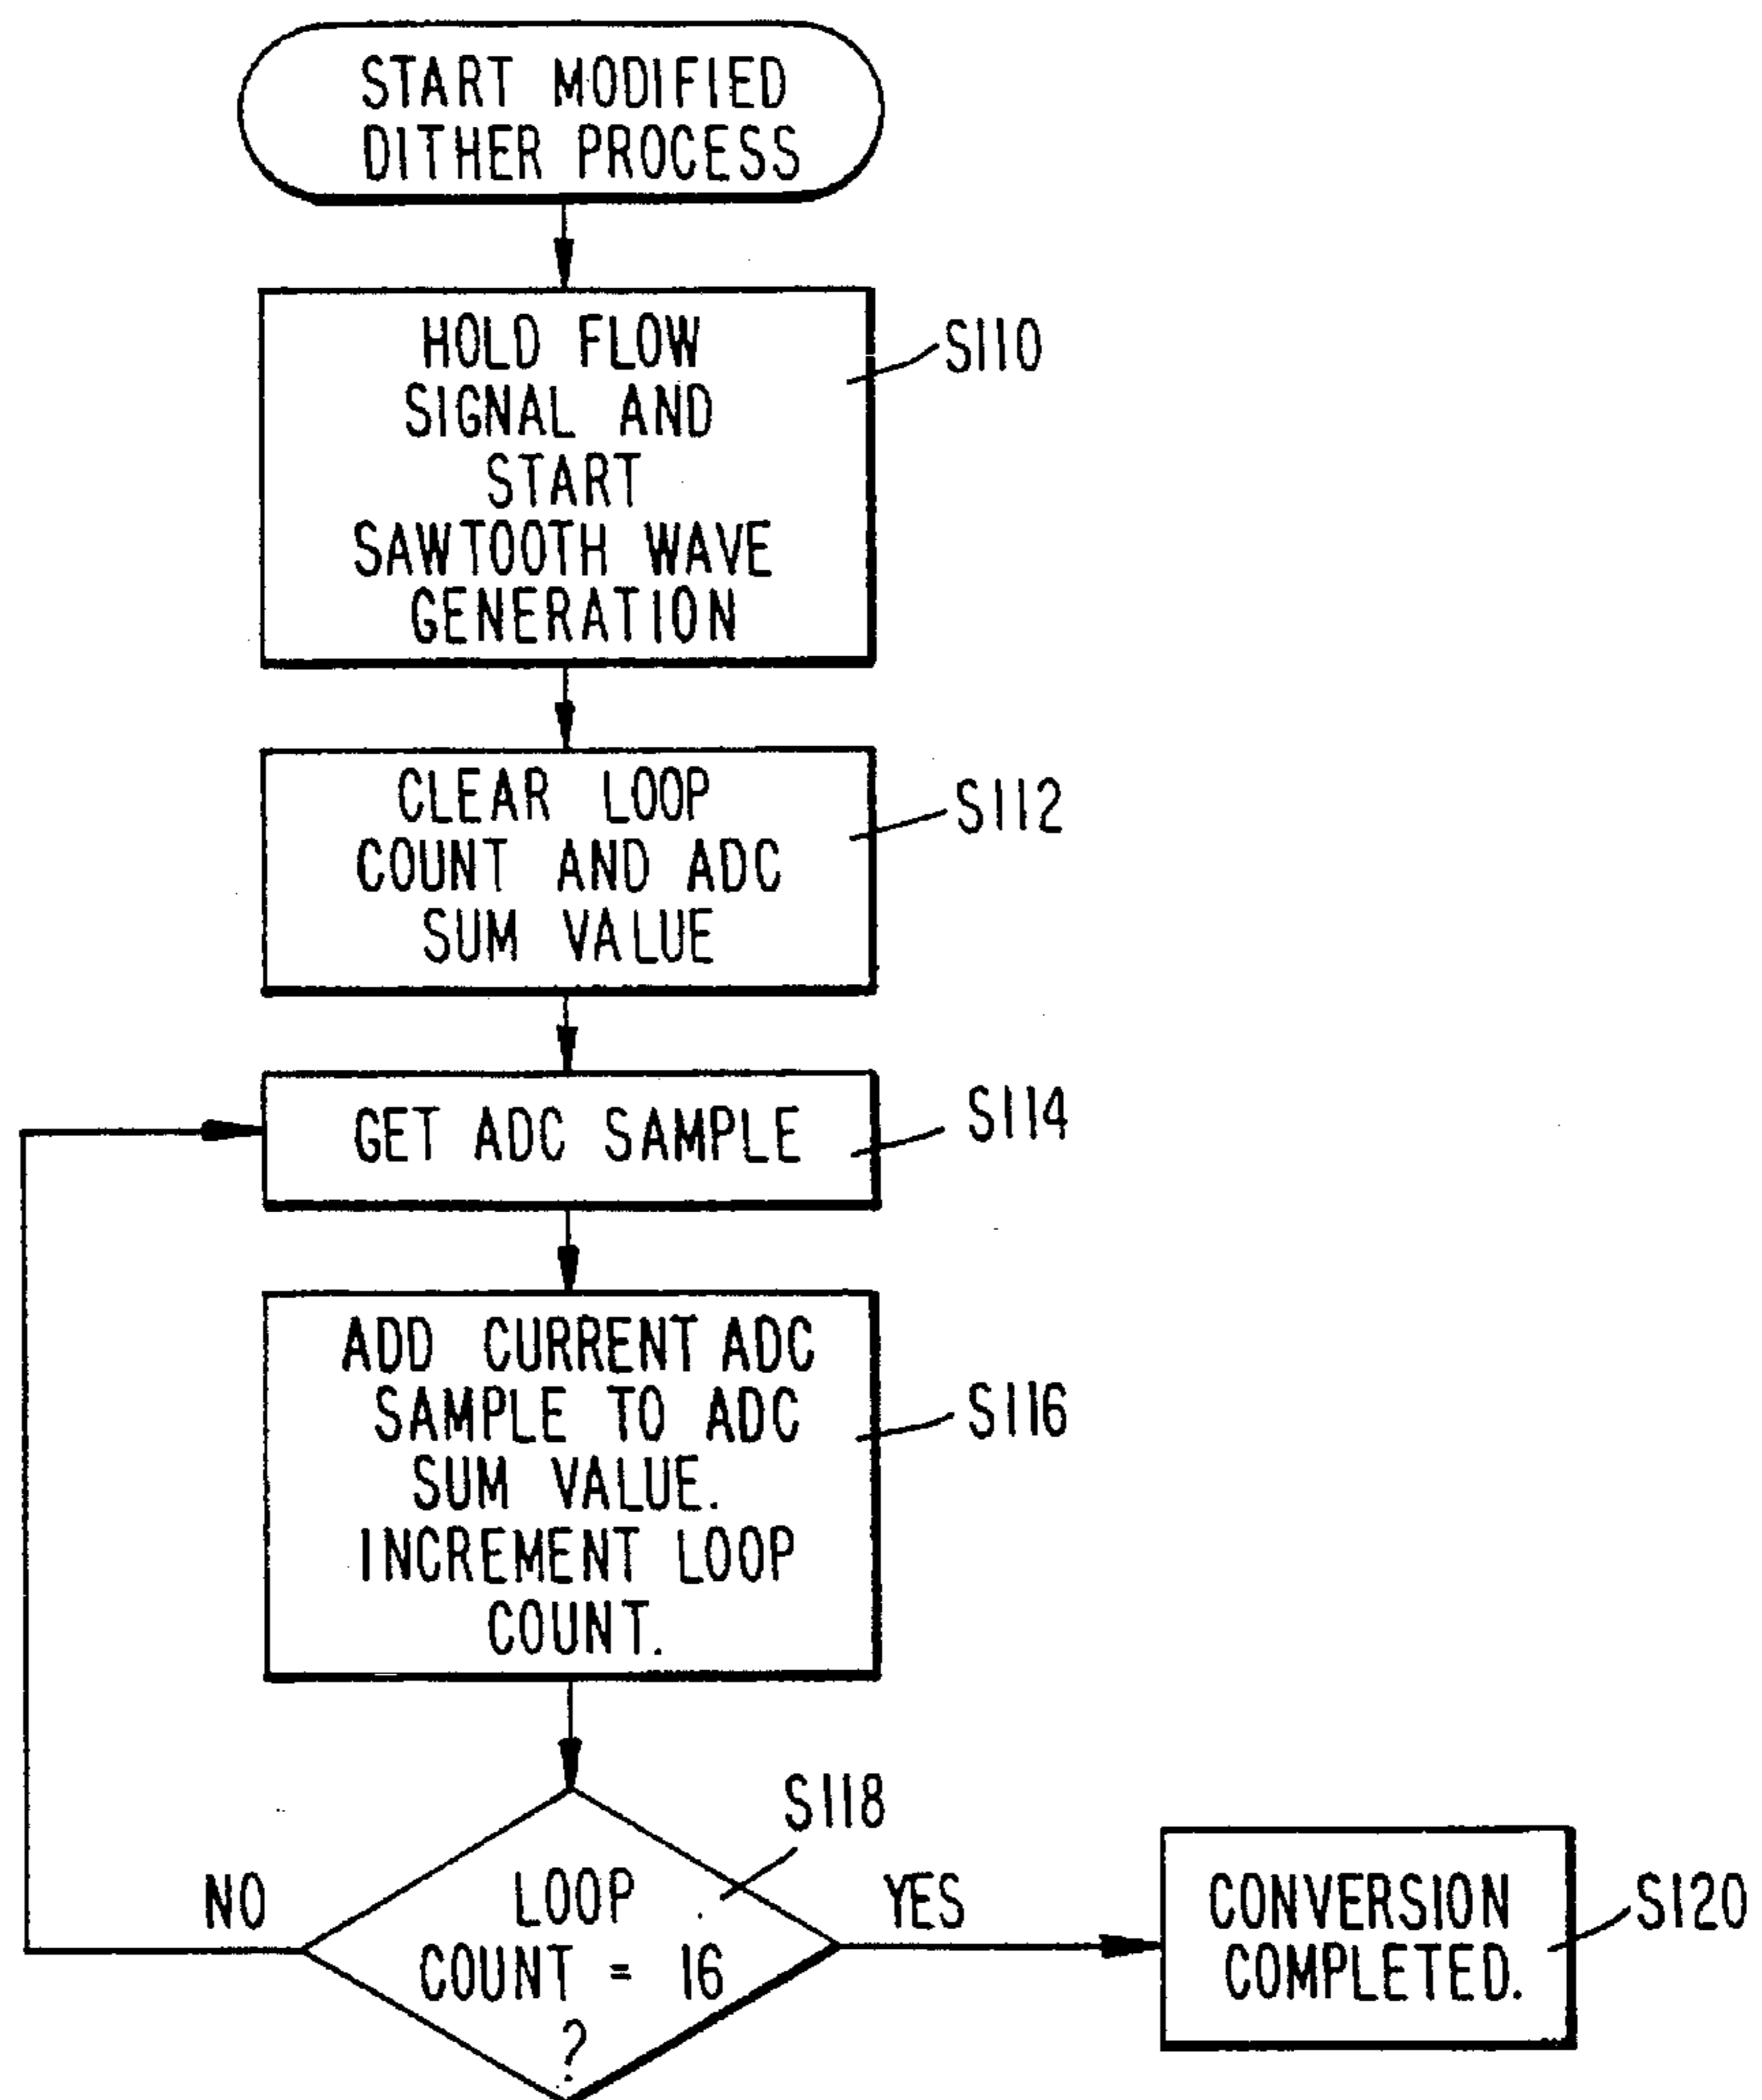 START MODIFIED
DITHER PROCESS
HOLD FLOW
SIGNAL AND
START
SAWTOOTH WAVE
GENERATION
S110
CLEAR LOOP
COUNT AND ADC
SUM VALUE
S112
GET ADC SAMPLE
S114
ADD CURRENT ADC
SAMPLE TO ADC
SUM VALUE.
INCREMENT LOOP
COUNT.
S116
S118
LOOP
COUNT = 16
?
NO
YES
CONVERSION
COMPLETED.
S120